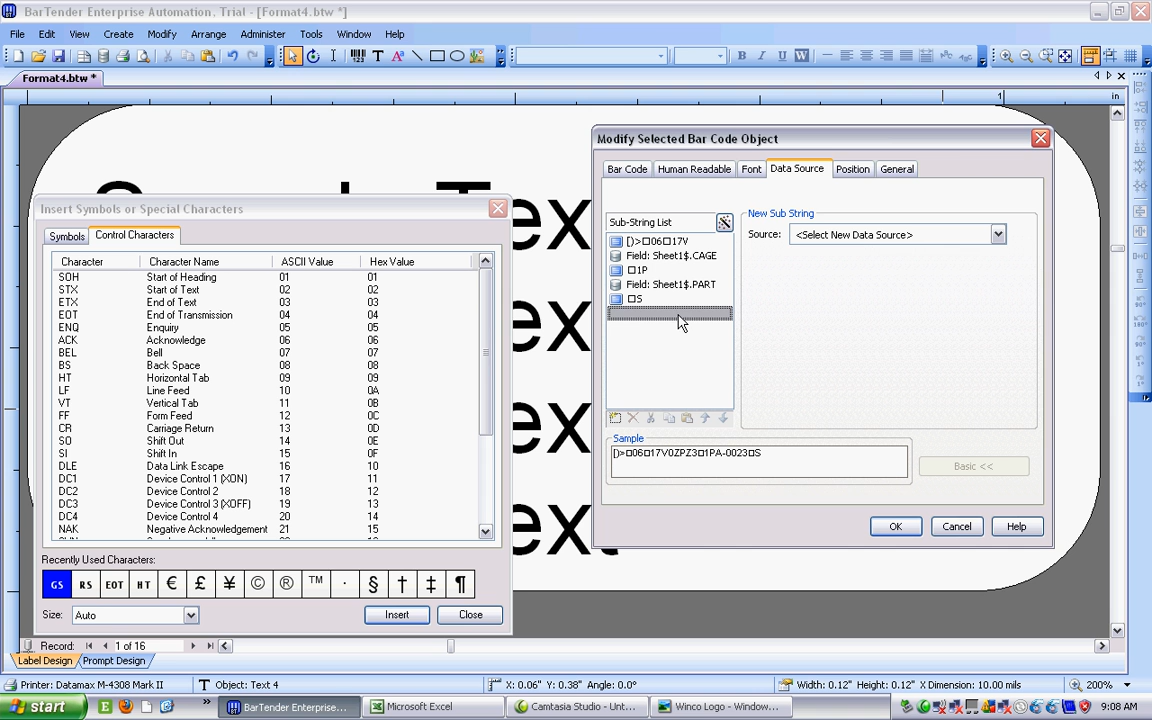 BarTender Enterprise Automation, Trial - [Format4.btw *]
File Edit View Create Modify Arrange Administer Tools Window Help
Format4.btw *
in
1
Modify Selected Bar Code Object
Bar Code Human Readable Font Data Source Position General
Sub-String List
[)>□06□17V
Field: Sheet1$.CAGE
□1P
Field: Sheet1$.PART
□S
New Sub String
Source: <Select New Data Source>
Sample
[)>□06□17V0ZPZ3□1PA-0023□S
Basic <<
OK Cancel Help
Insert Symbols or Special Characters
Symbols Control Characters
Character Character Name ASCII Value Hex Value
SOH Start of Heading 01 01
STX Start of Text 02 02
ETX End of Text 03 03
EOT End of Transmission 04 04
ENQ Enquiry 05 05
ACK Acknowledge 06 06
BEL Bell 07 07
BS Back Space 08 08
HT Horizontal Tab 09 09
LF Line Feed 10 0A
VT Vertical Tab 11 0B
FF Form Feed 12 0C
CR Carriage Return 13 0D
SO Shift Out 14 0E
SI Shift In 15 0F
DLE Data Link Escape 16 10
DC1 Device Control 1 (XON) 17 11
DC2 Device Control 2 18 12
DC3 Device Control 3 (XOFF) 19 13
DC4 Device Control 4 20 14
NAK Negative Acknowledgement 21 15
Recently Used Characters:
GS RS EOT HT € £ ¥ © ® ™ · § † ‡ ¶
Size: Auto Insert Close
Record: 1 of 16
Label Design Prompt Design
Printer: Datamax M-4308 Mark II Object: Text 4 X: 0.06" Y: 0.38" Angle: 0.0° Width: 0.12" Height: 0.12" X Dimension: 10.00 mils 200%
start BarTender Enterprise... Microsoft Excel Camtasia Studio - Unt... Winco Logo - Window... 9:08 AM